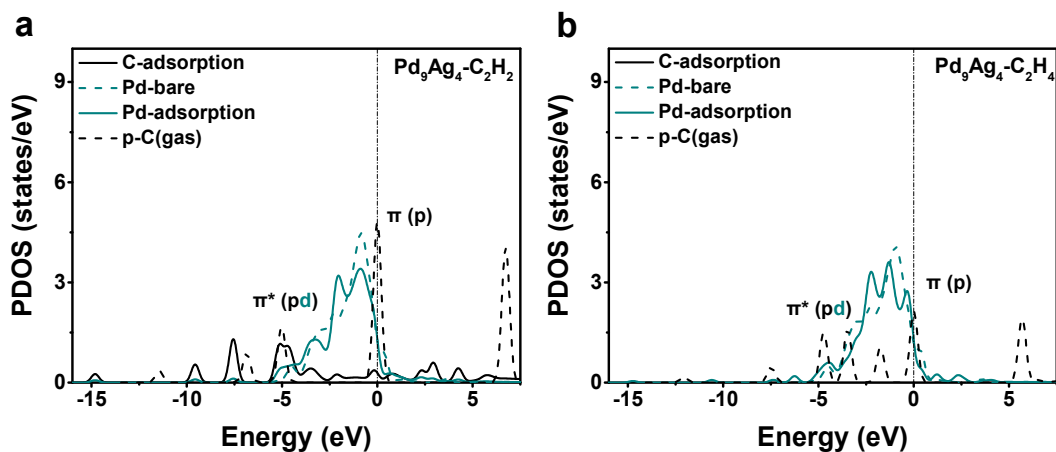 a
C-adsorption
Pd-bare
Pd-adsorption
p-C(gas)
Pd₉Ag₄-C₂H₂
π (p)
π* (pd)
PDOS (states/eV)
9
6
3
0
-15
-10
-5
0
5
Energy (eV)
b
C-adsorption
Pd-bare
Pd-adsorption
p-C(gas)
Pd₉Ag₄-C₂H₄
π (p)
π* (pd)
PDOS (states/eV)
9
6
3
0
-15
-10
-5
0
5
Energy (eV)